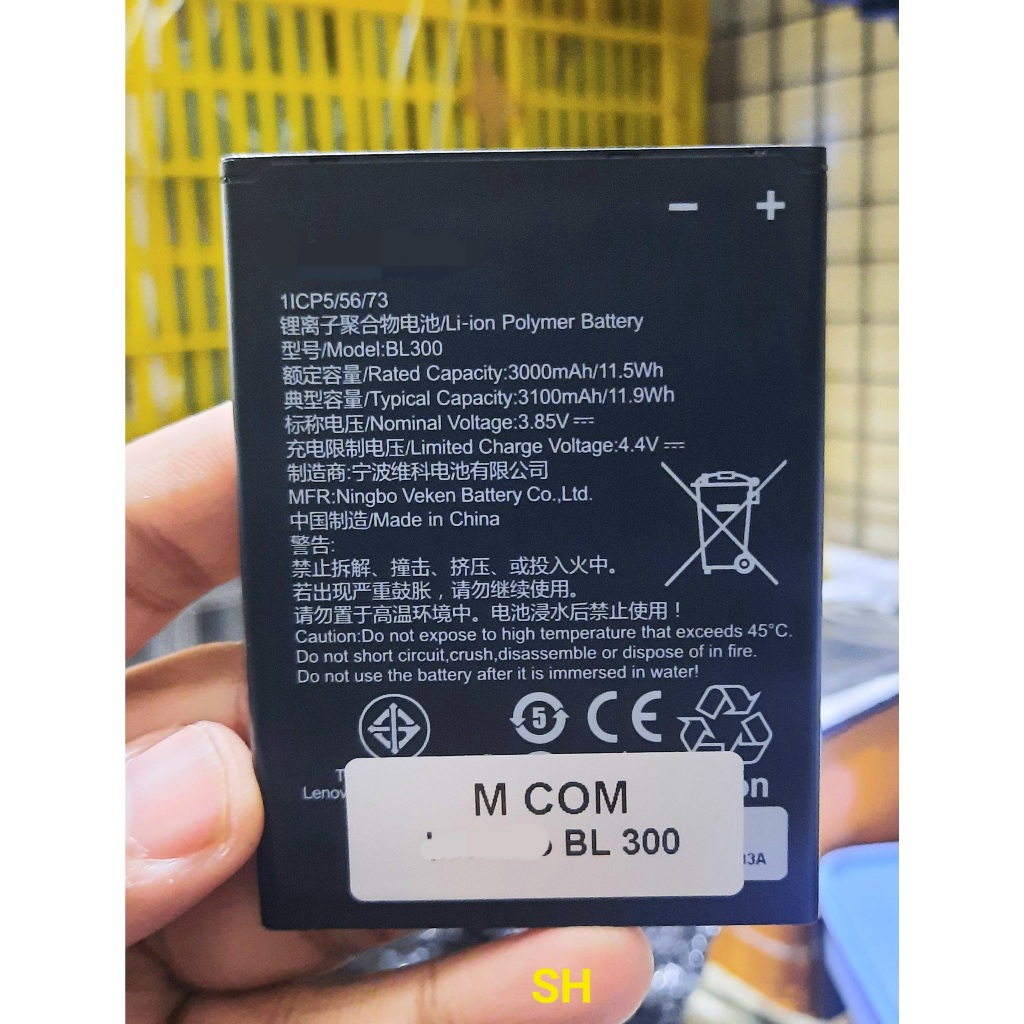 − +
1ICP5/56/73
锂离子聚合物电池/Li-ion Polymer Battery
型号/Model:BL300
额定容量/Rated Capacity:3000mAh/11.5Wh
典型容量/Typical Capacity:3100mAh/11.9Wh
标称电压/Nominal Voltage:3.85V ⎓
充电限制电压/Limited Charge Voltage:4.4V ⎓
制造商:宁波维科电池有限公司
MFR:Ningbo Veken Battery Co.,Ltd.
中国制造/Made in China
警告:
禁止拆解、撞击、挤压、或投入火中。
若出现严重鼓胀，请勿继续使用。
请勿置于高温环境中。电池浸水后禁止使用！
Caution:Do not expose to high temperature that exceeds 45°C.
Do not short circuit,crush,disassemble or dispose of in fire.
Do not use the battery after it is immersed in water!
5 CE
M COM
BL 300
SH